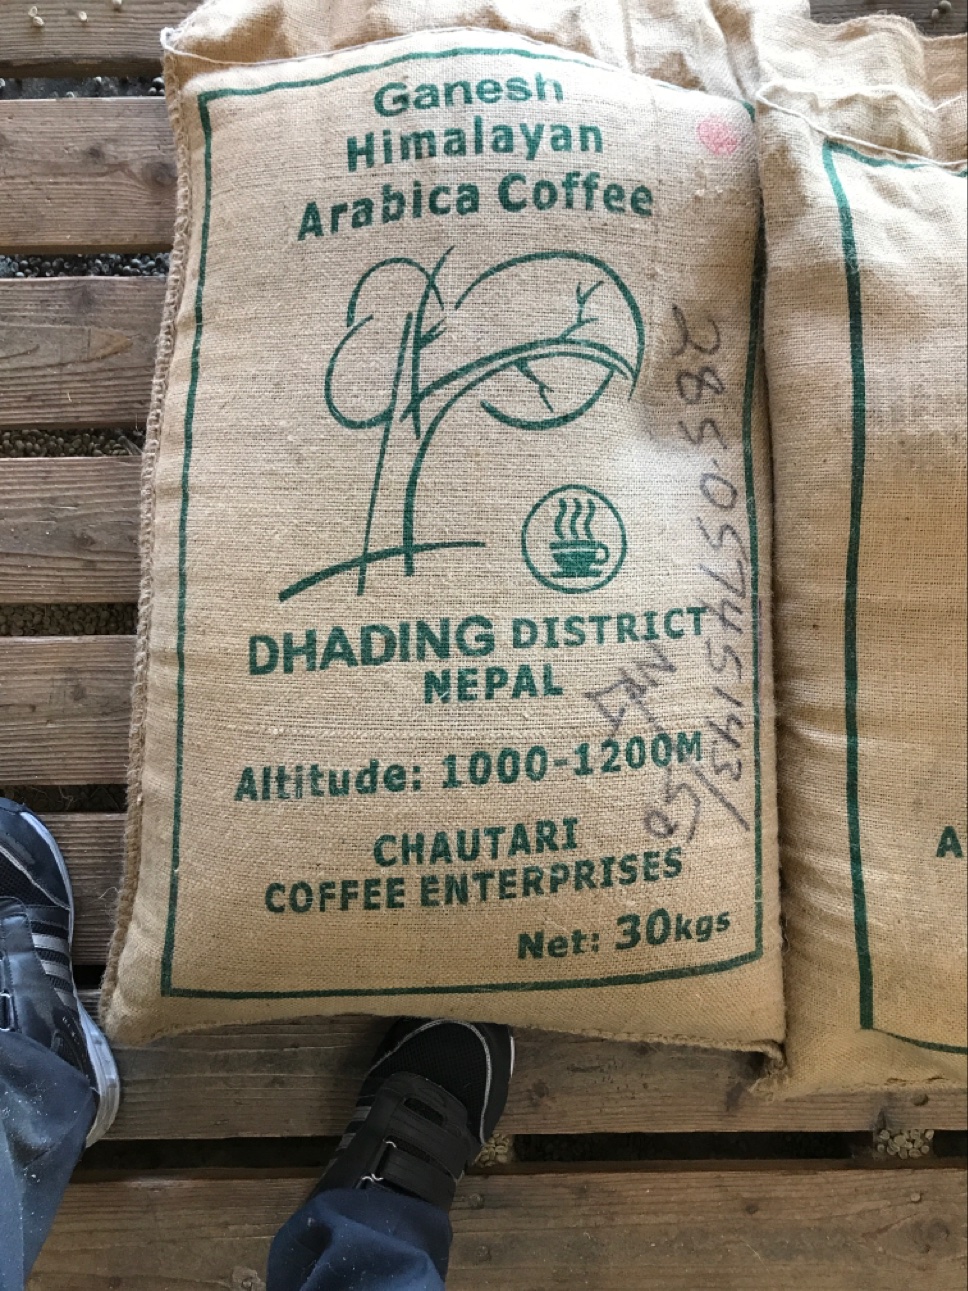 Ganesh
Himalayan
Arabica Coffee
DHADING DISTRICT
NEPAL
Altitude: 1000-1200M
CHAUTARI
COFFEE ENTERPRISES
Net: 30kgs
A